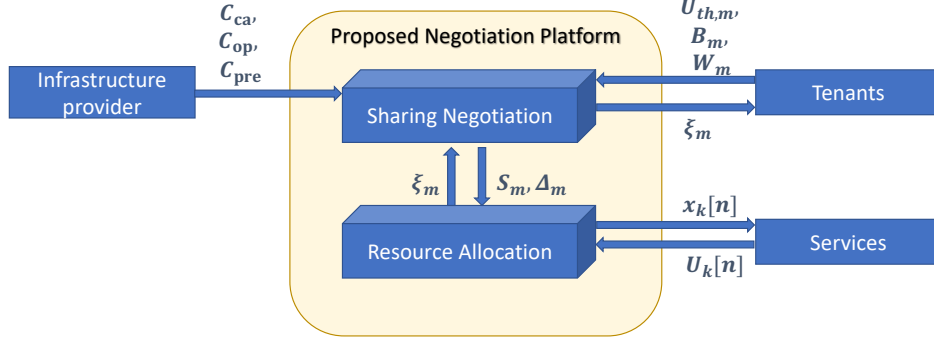 C_ca,
C_op,
C_pre
U_th,m,
B_m,
W_m
Proposed Negotiation Platform
Infrastructure
provider
Sharing Negotiation
Tenants
ξ_m
ξ_m
S_m, Δ_m
x_k[n]
Resource Allocation
Services
U_k[n]